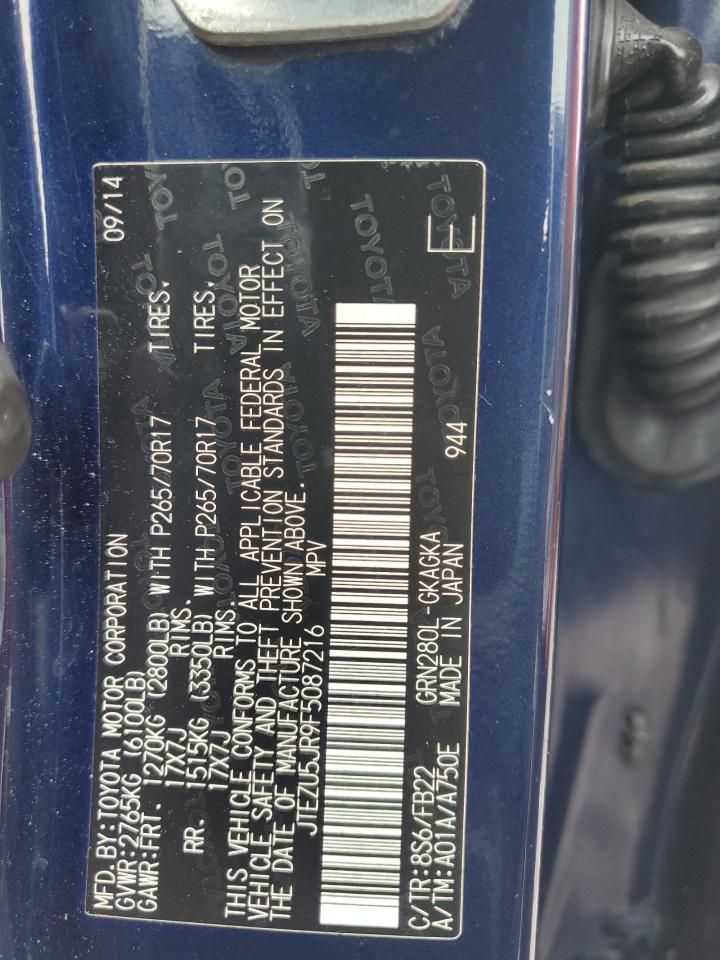 MFD. BY: TOYOTA MOTOR CORPORATION 09/14
GVWR: 2765KG (6100LB)
GAWR: FRT. 1270KG (2800LB) WITH P265/70R17 TIRES,
17X7J RIMS.
RR. 1515KG (3350LB) WITH P265/70R17 TIRES,
17X7J RIMS.
THIS VEHICLE CONFORMS TO ALL APPLICABLE FEDERAL MOTOR
VEHICLE SAFETY AND THEFT PREVENTION STANDARDS IN EFFECT ON
THE DATE OF MANUFACTURE SHOWN ABOVE.
JTEZU5JR9F5087216 MPV
C/TR: 8S6/FB22 GRN280L-GKAGKA 944
A/TM: A01A/A750E MADE IN JAPAN E